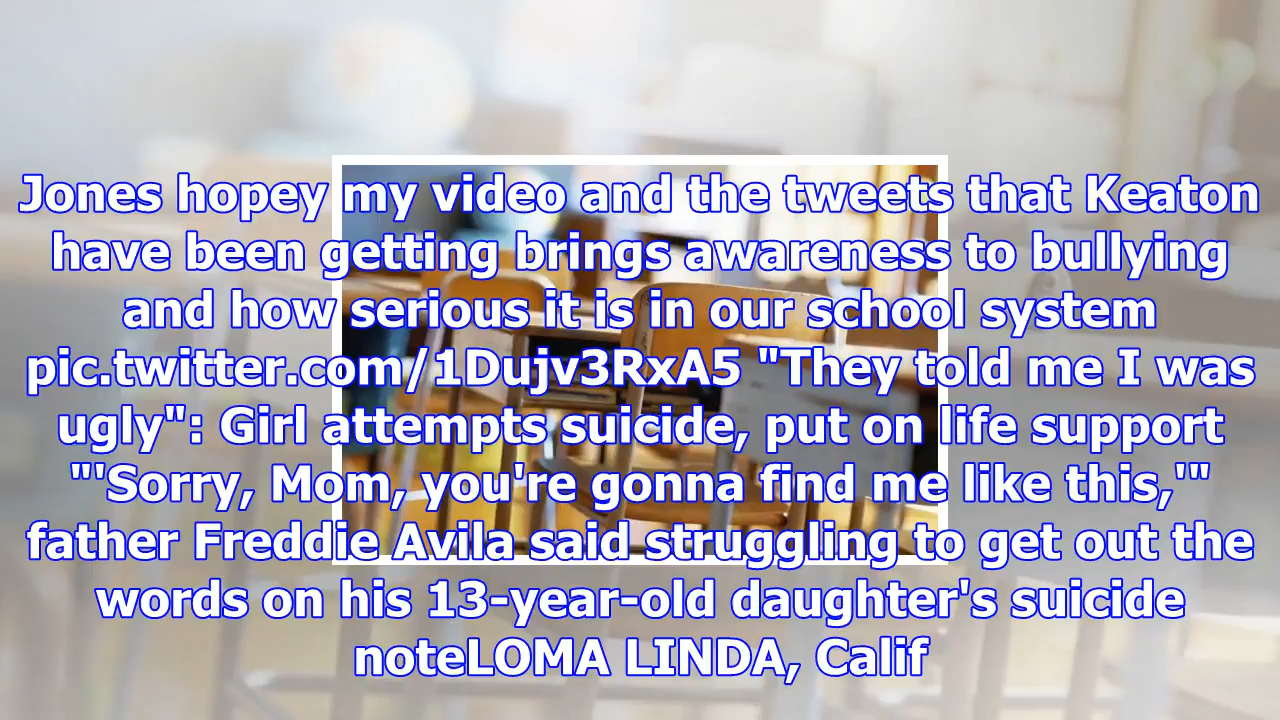 Jones hopey my video and the tweets that Keaton
have been getting brings awareness to bullying
and how serious it is in our school system
pic.twitter.com/1Dujv3RxA5 "They told me I was
ugly": Girl attempts suicide, put on life support
"'Sorry, Mom, you're gonna find me like this,'"
father Freddie Avila said struggling to get out the
words on his 13-year-old daughter's suicide
noteLOMA LINDA, Calif